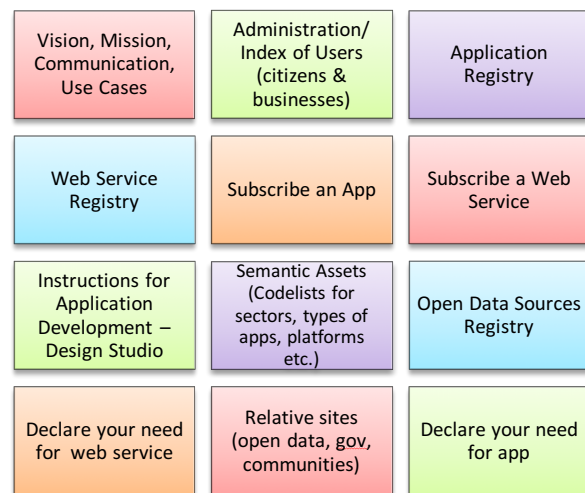 Vision, Mission,
Communication,
Use Cases
Administration/
Index of Users
(citizens &
businesses)
Application
Registry
Web Service
Registry
Subscribe an App
Subscribe a Web
Service
Instructions for
Application
Development –
Design Studio
Semantic Assets
(Codelists for
sectors, types of
apps, platforms
etc.)
Open Data Sources
Registry
Declare your need
for web service
Relative sites
(open data, gov,
communities)
Declare your need
for app